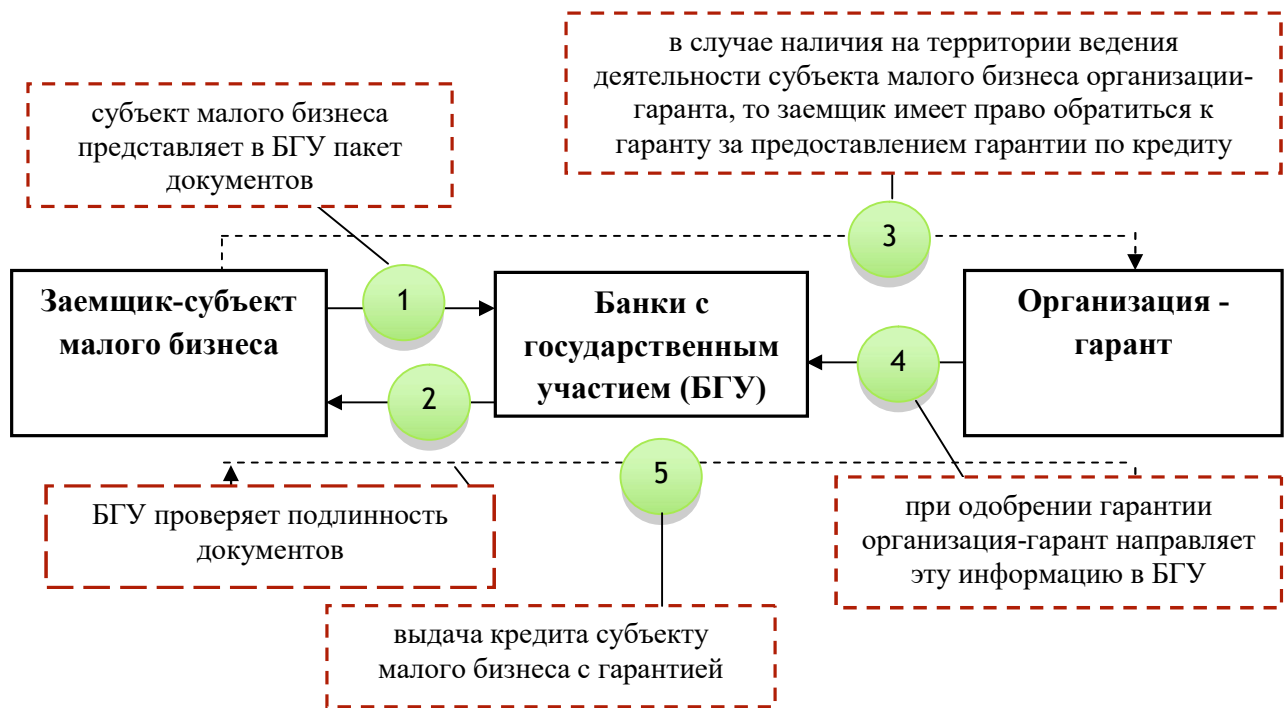 в случае наличия на территории ведения
деятельности субъекта малого бизнеса организации-
гаранта, то заемщик имеет право обратиться к
гаранту за предоставлением гарантии по кредиту
субъект малого бизнеса
представляет в БГУ пакет
документов
3
Заемщик-субъект
малого бизнеса
1
2
Банки с
государственным
участием (БГУ)
4
Организация -
гарант
5
БГУ проверяет подлинность
документов
при одобрении гарантии
организация-гарант направляет
эту информацию в БГУ
выдача кредита субъекту
малого бизнеса с гарантией